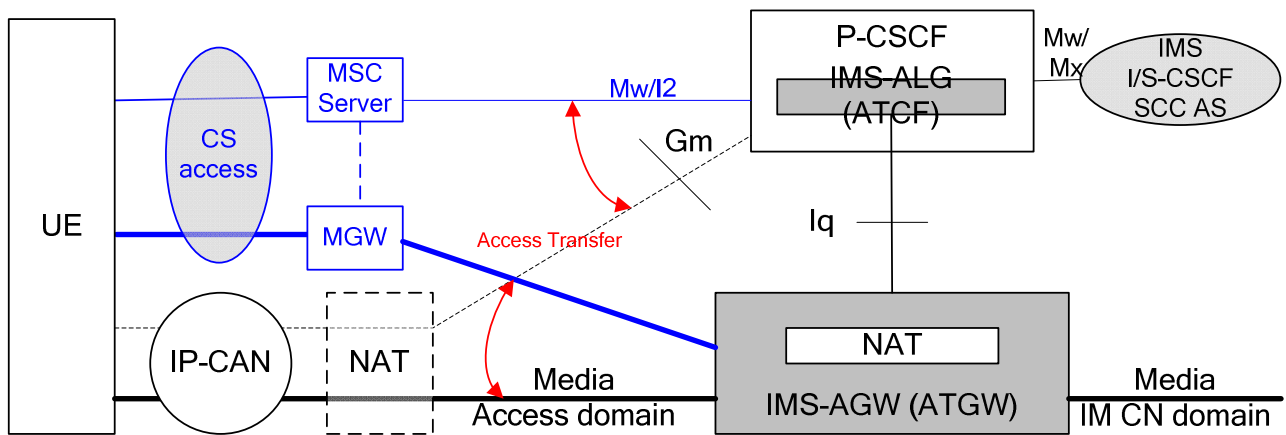 UE
CS
access
MSC
Server
MGW
IP-CAN
NAT
Mw/I2
Gm
Access Transfer
P-CSCF
IMS-ALG
(ATCF)
Mw/
Mx
IMS
I/S-CSCF
SCC AS
Iq
NAT
IMS-AGW (ATGW)
Media
Access domain
Media
IM CN domain